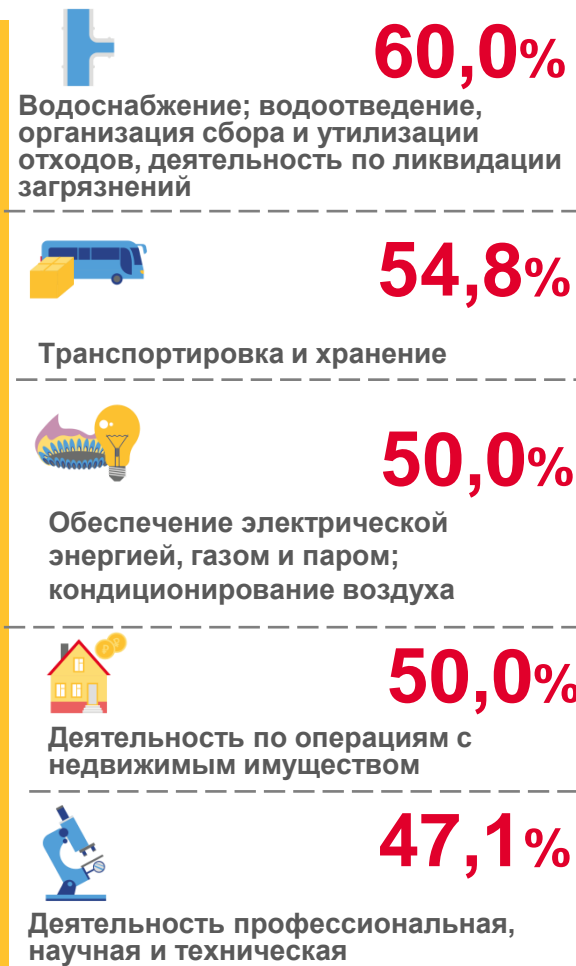 60,0%
Водоснабжение; водоотведение,
организация сбора и утилизации
отходов, деятельность по ликвидации
загрязнений
54,8%
Транспортировка и хранение
50,0%
Обеспечение электрической
энергией, газом и паром;
кондиционирование воздуха
50,0%
Деятельность по операциям с
недвижимым имуществом
47,1%
Деятельность профессиональная,
научная и техническая